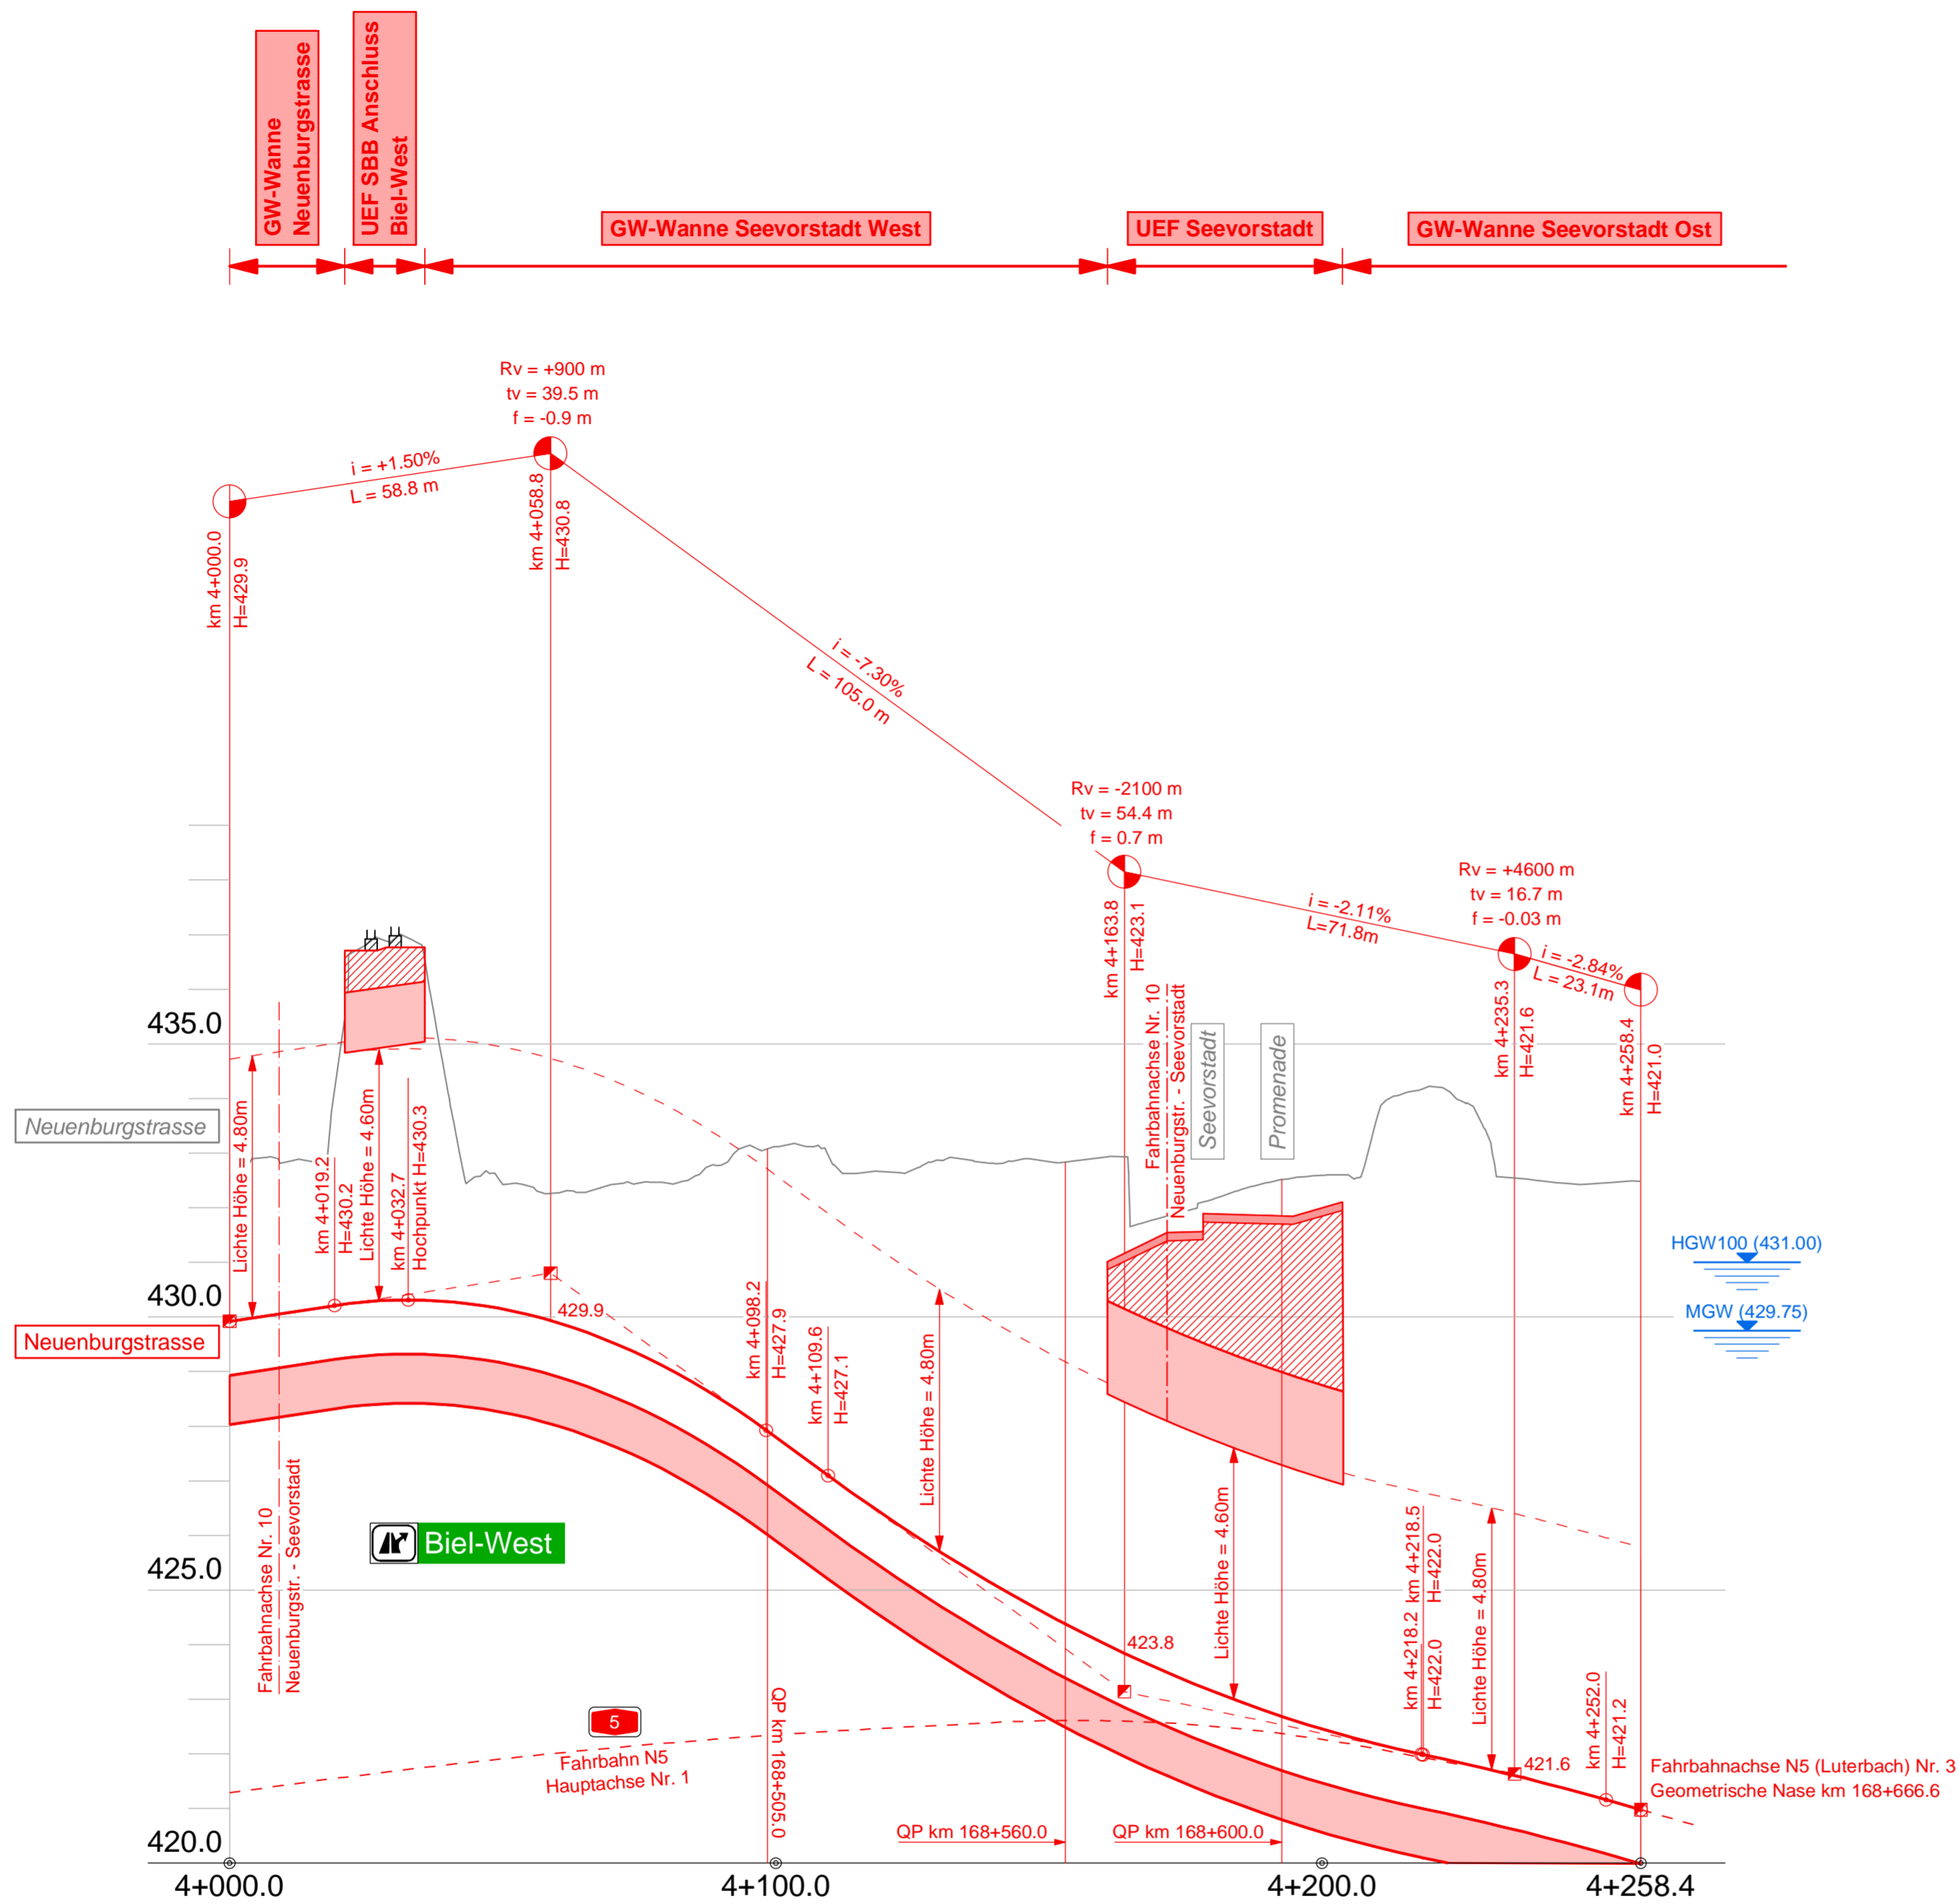 GW-Wanne
Neuenburgstrasse
UEF SBB Anschluss
Biel-West
GW-Wanne Seevorstadt West
UEF Seevorstadt
GW-Wanne Seevorstadt Ost
Rv = +900 m
tv = 39.5 m
f = -0.9 m
i = +1.50%
L = 58.8 m
km 4+000.0
H=429.9
km 4+058.8
H=430.8
i = -7.30%
L = 105.0 m
Rv = -2100 m
tv = 54.4 m
f = 0.7 m
km 4+163.8
H=423.1
i = -2.11%
L=71.8m
Rv = +4600 m
tv = 16.7 m
f = -0.03 m
i = -2.84%
L = 23.1m
km 4+235.3
H=421.6
km 4+258.4
H=421.0
435.0
Neuenburgstrasse
Lichte Höhe = 4.80m
km 4+019.2
H=430.2
Lichte Höhe = 4.60m
km 4+032.7
Hochpunkt H=430.3
Fahrbahnachse Nr. 10
Neuenburgstr. - Seevorstadt
Seevorstadt
Promenade
HGW100 (431.00)
MGW (429.75)
430.0
Neuenburgstrasse
429.9
km 4+098.2
H=427.9
km 4+109.6
H=427.1
Lichte Höhe = 4.80m
Lichte Höhe = 4.60m
Fahrbahnachse Nr. 10
Neuenburgstr. - Seevorstadt
Biel-West
425.0
423.8
km 4+218.2 km 4+218.5
H=422.0 H=422.0
Lichte Höhe = 4.80m
km 4+252.0
H=421.2
421.6
5
Fahrbahn N5
Hauptachse Nr. 1
QP km 168+505.0
QP km 168+560.0
QP km 168+600.0
Fahrbahnachse N5 (Luterbach) Nr. 3
Geometrische Nase km 168+666.6
420.0
4+000.0
4+100.0
4+200.0
4+258.4